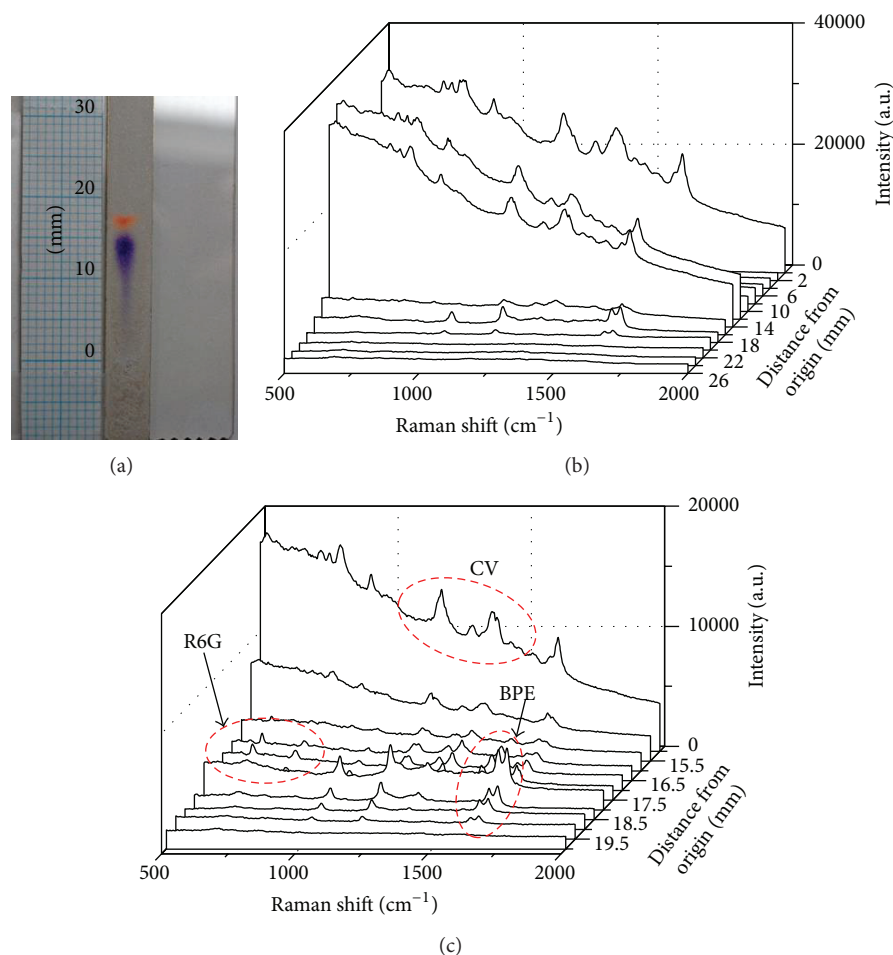 30
20
(mm)
10
0
(a)
40000
20000
0
Intensity (a.u.)
2
6
10
14
18
22
26
Distance from
origin (mm)
500
1000
1500
2000
Raman shift (cm⁻¹)
(b)
20000
10000
0
Intensity (a.u.)
CV
R6G
BPE
15.5
16.5
17.5
18.5
19.5
Distance from
origin (mm)
500
1000
1500
2000
Raman shift (cm⁻¹)
(c)